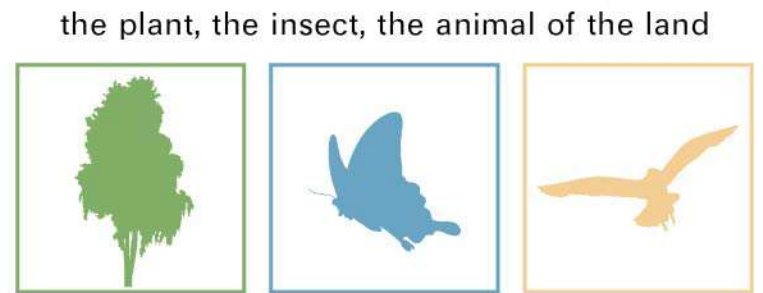 the plant, the insect, the animal of the land